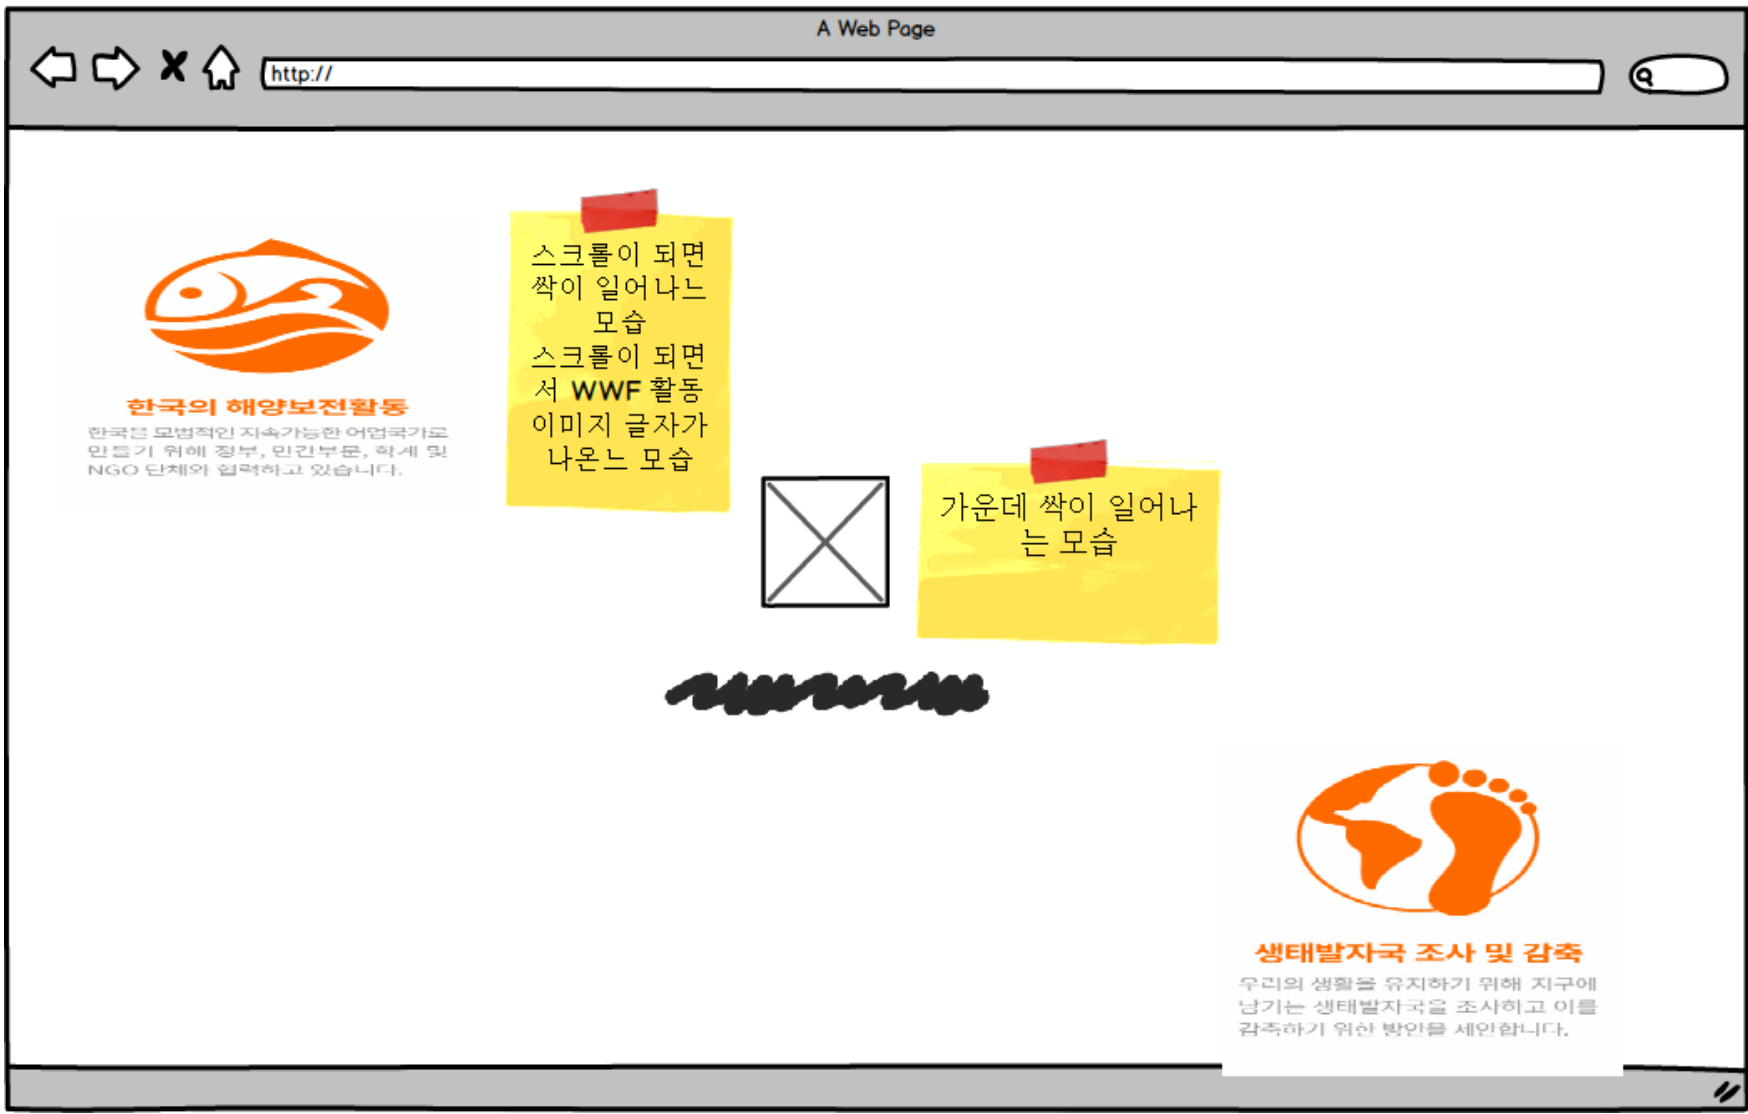 A Web Page
http://
스크롤이 되면
싹이 일어나느
모습
스크롤이 되면
서 WWF 활동
이미지 글자가
나온느 모습
한국의 해양보전활동
한국을 모범적인 지속가능한 어업국가로
만들기 위해 정부, 민간부문, 학계 및
NGO 단체와 협력하고 있습니다.
가운데 싹이 일어나
는 모습
생태발자국 조사 및 감축
우리의 생활을 유지하기 위해 지구에
남기는 생태발자국을 조사하고 이를
감축하기 위한 방안을 제안합니다.